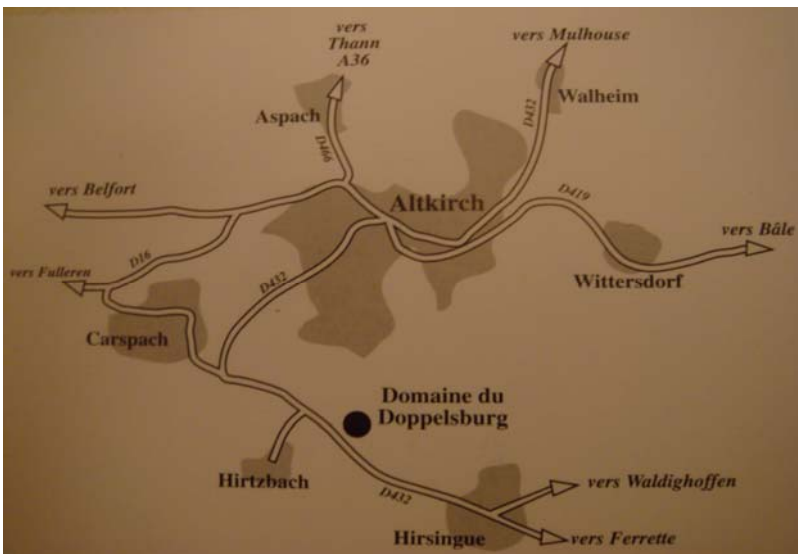 vers
Thann
A36
vers Mulhouse
Aspach
Walheim
D432
D466
vers Belfort
Altkirch
D419
vers Bâle
D16
vers Fulleren
D432
Wittersdorf
Carspach
Domaine du
Doppelsburg
Hirtzbach
D432
vers Waldighoffen
Hirsingue
vers Ferrette